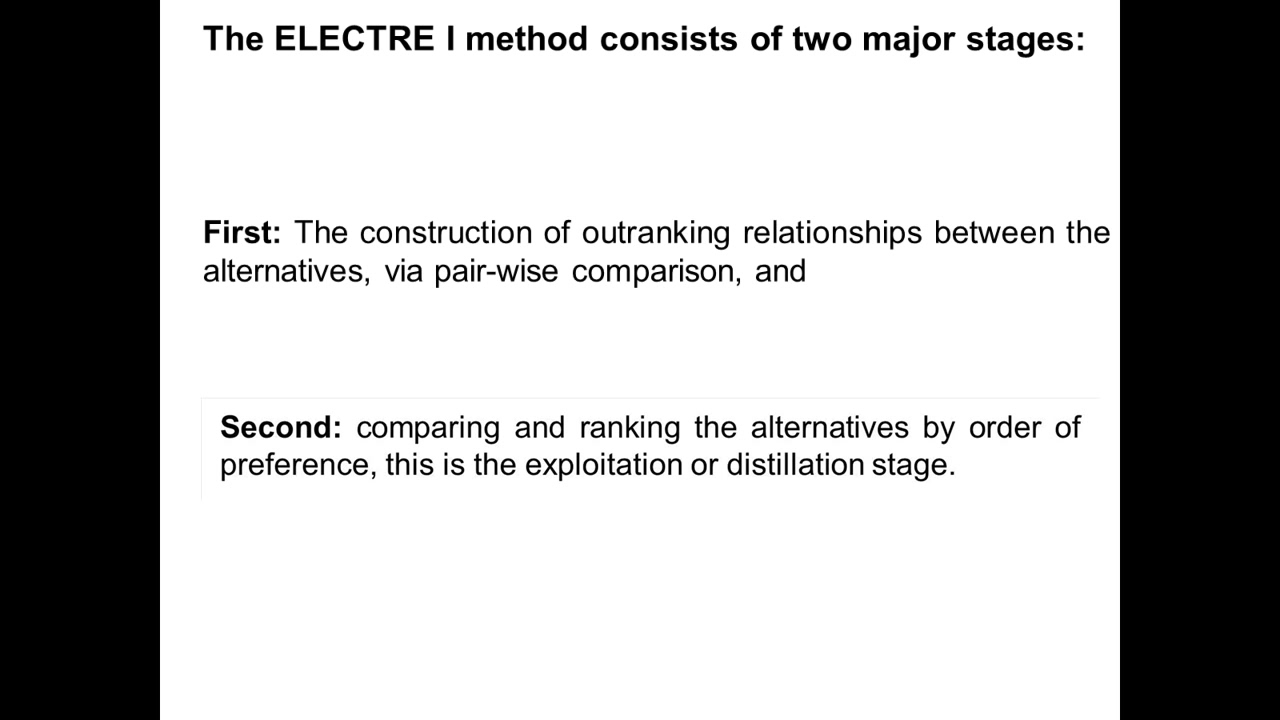 The ELECTRE I method consists of two major stages:
First: The construction of outranking relationships between the
alternatives, via pair-wise comparison, and
Second: comparing and ranking the alternatives by order of
preference, this is the exploitation or distillation stage.